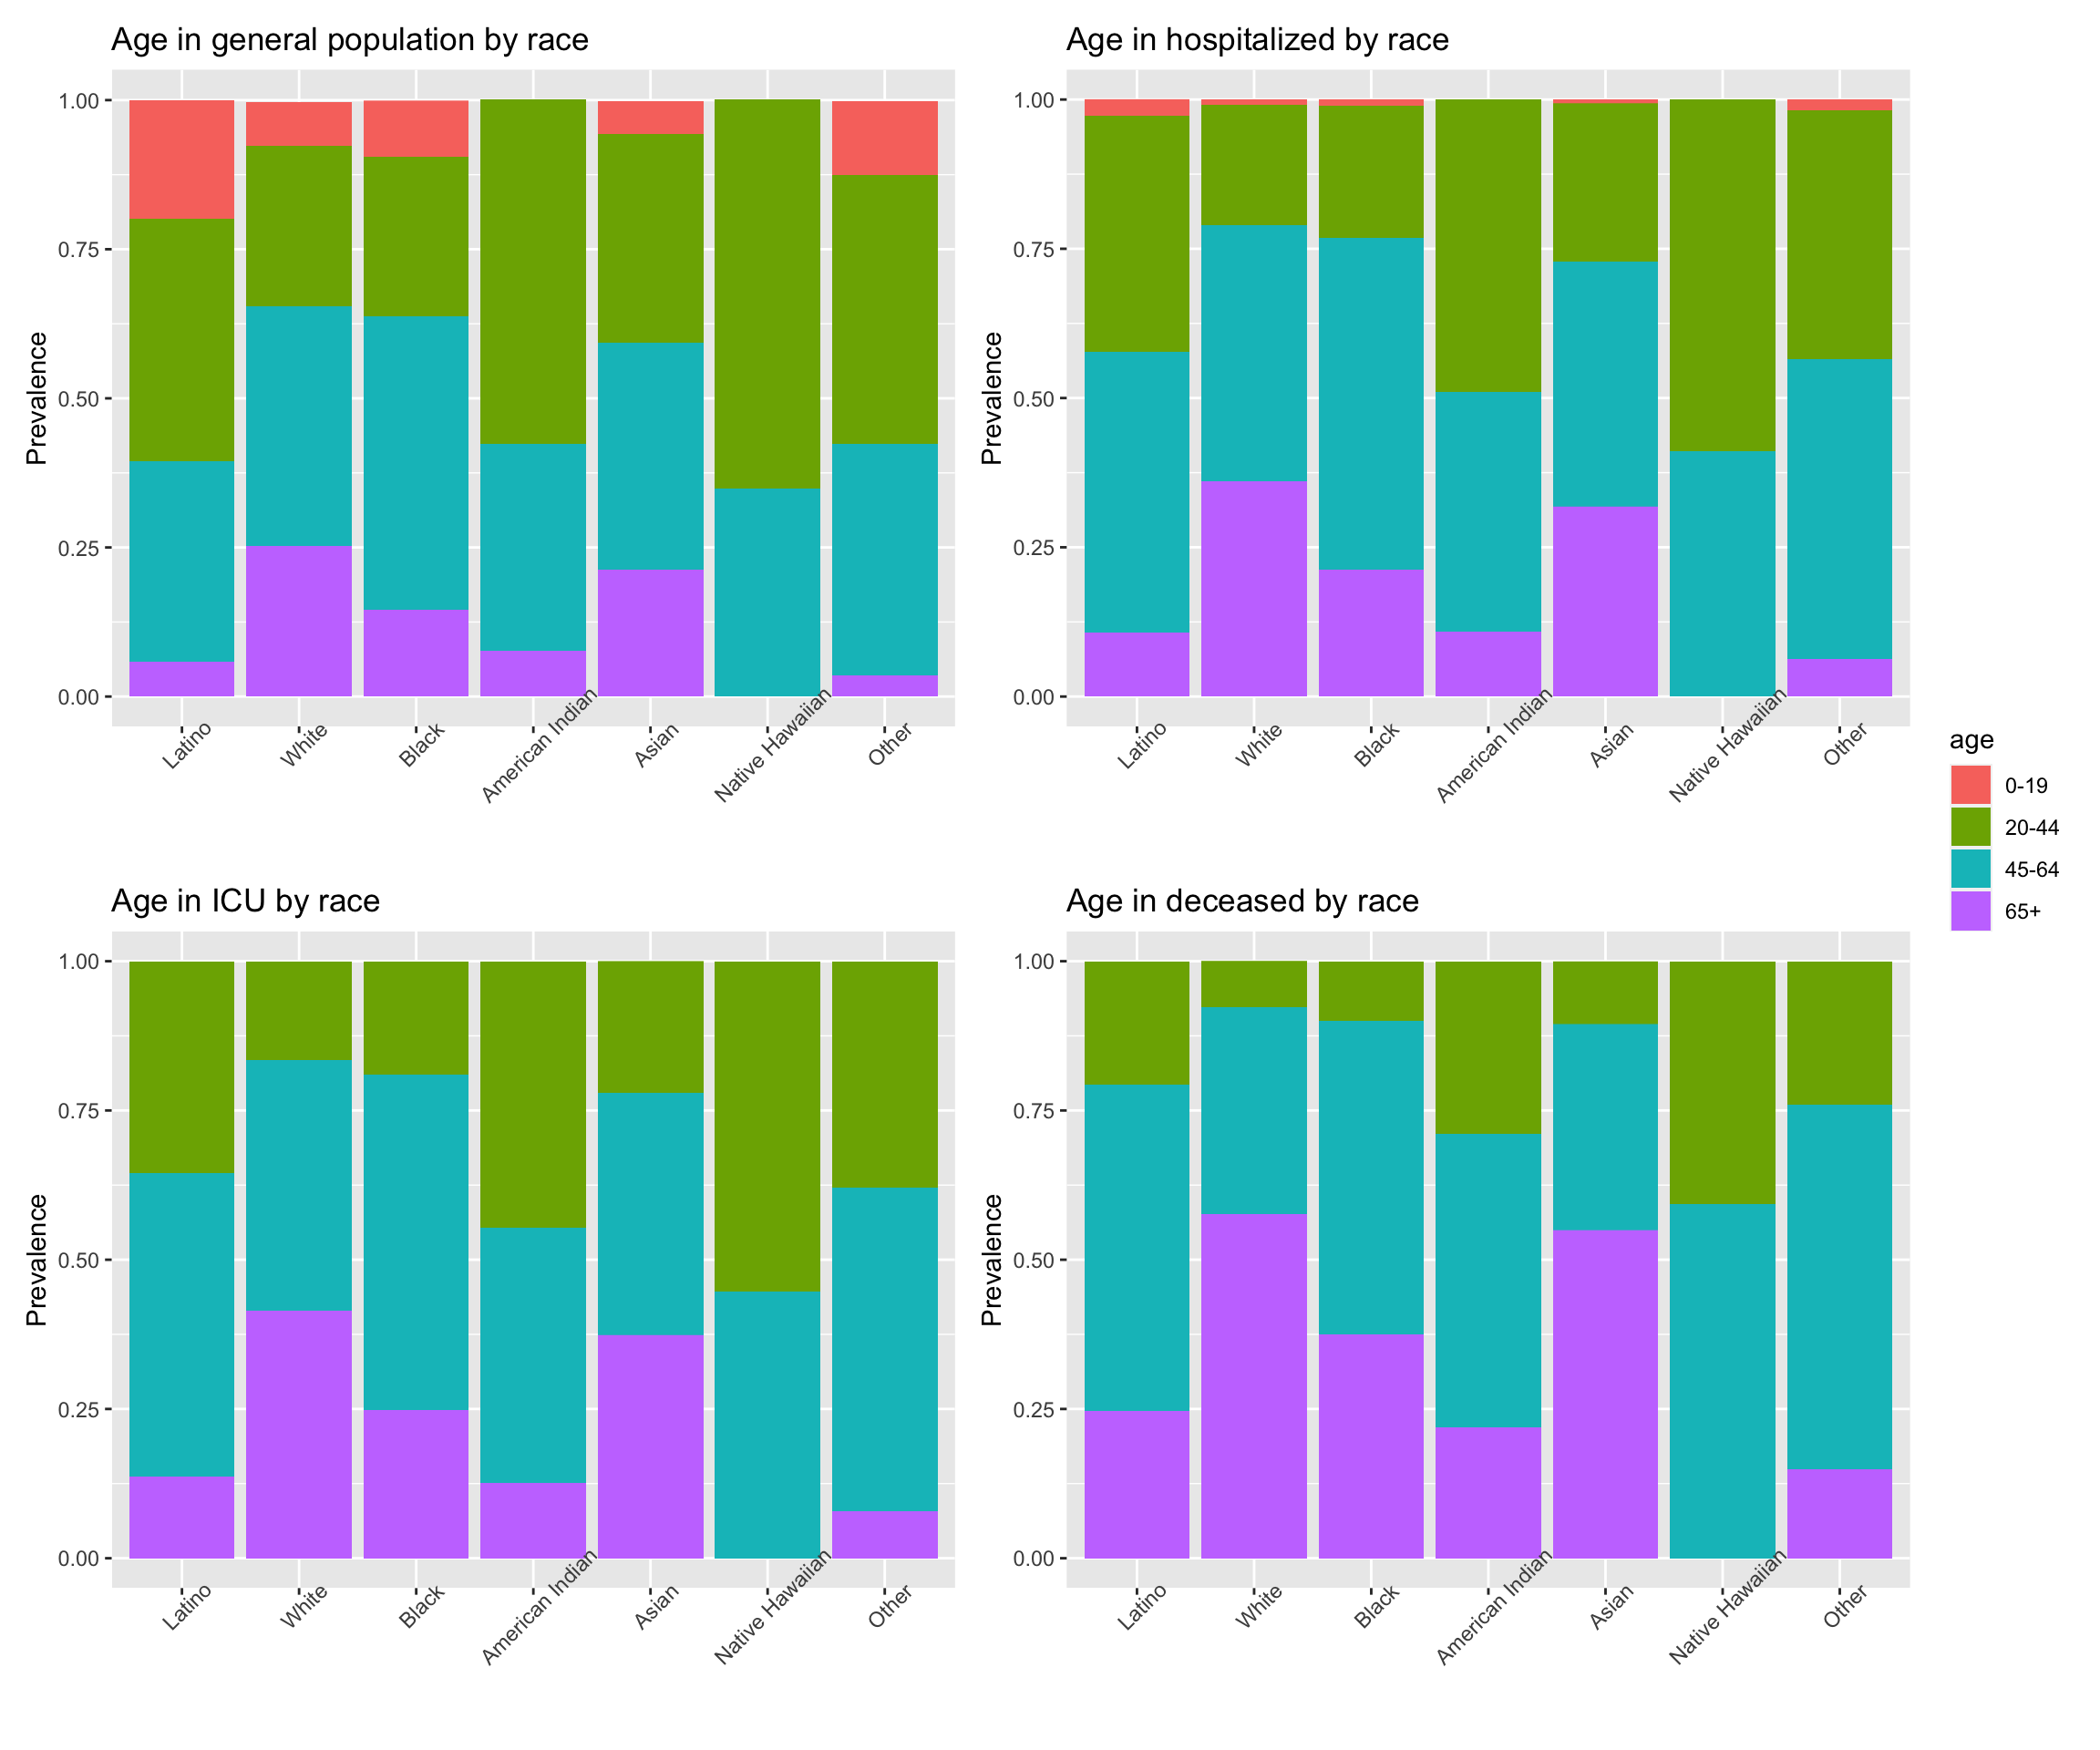 Age in general population by race
Prevalence
1.00
0.75
0.50
0.25
0.00
Latino
White
Black
American Indian
Asian
Native Hawaiian
Other
Age in hospitalized by race
Prevalence
1.00
0.75
0.50
0.25
0.00
Latino
White
Black
American Indian
Asian
Native Hawaiian
Other
age
0-19
20-44
45-64
65+
Age in ICU by race
Prevalence
1.00
0.75
0.50
0.25
0.00
Latino
White
Black
American Indian
Asian
Native Hawaiian
Other
Age in deceased by race
Prevalence
1.00
0.75
0.50
0.25
0.00
Latino
White
Black
American Indian
Asian
Native Hawaiian
Other